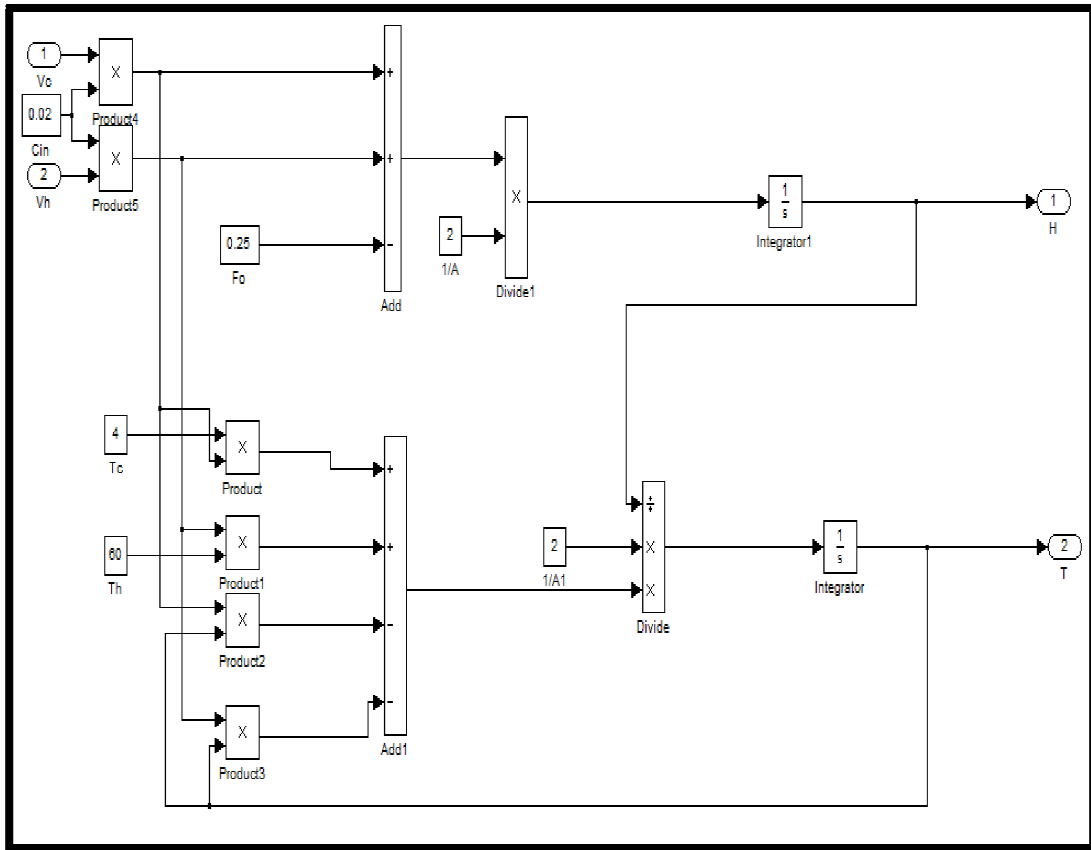 1
Vc
X
Product4
0.02
Cin
X
Product5
2
Vh
0.25
Fo
+
+
-
Add
2
1/A
X
Divide1
1
s
Integrator1
1
H
4
Tc
X
Product
60
Th
X
Product1
X
Product2
X
Product3
+
+
-
-
Add1
2
1/A1
÷
X
X
Divide
1
s
Integrator
2
T